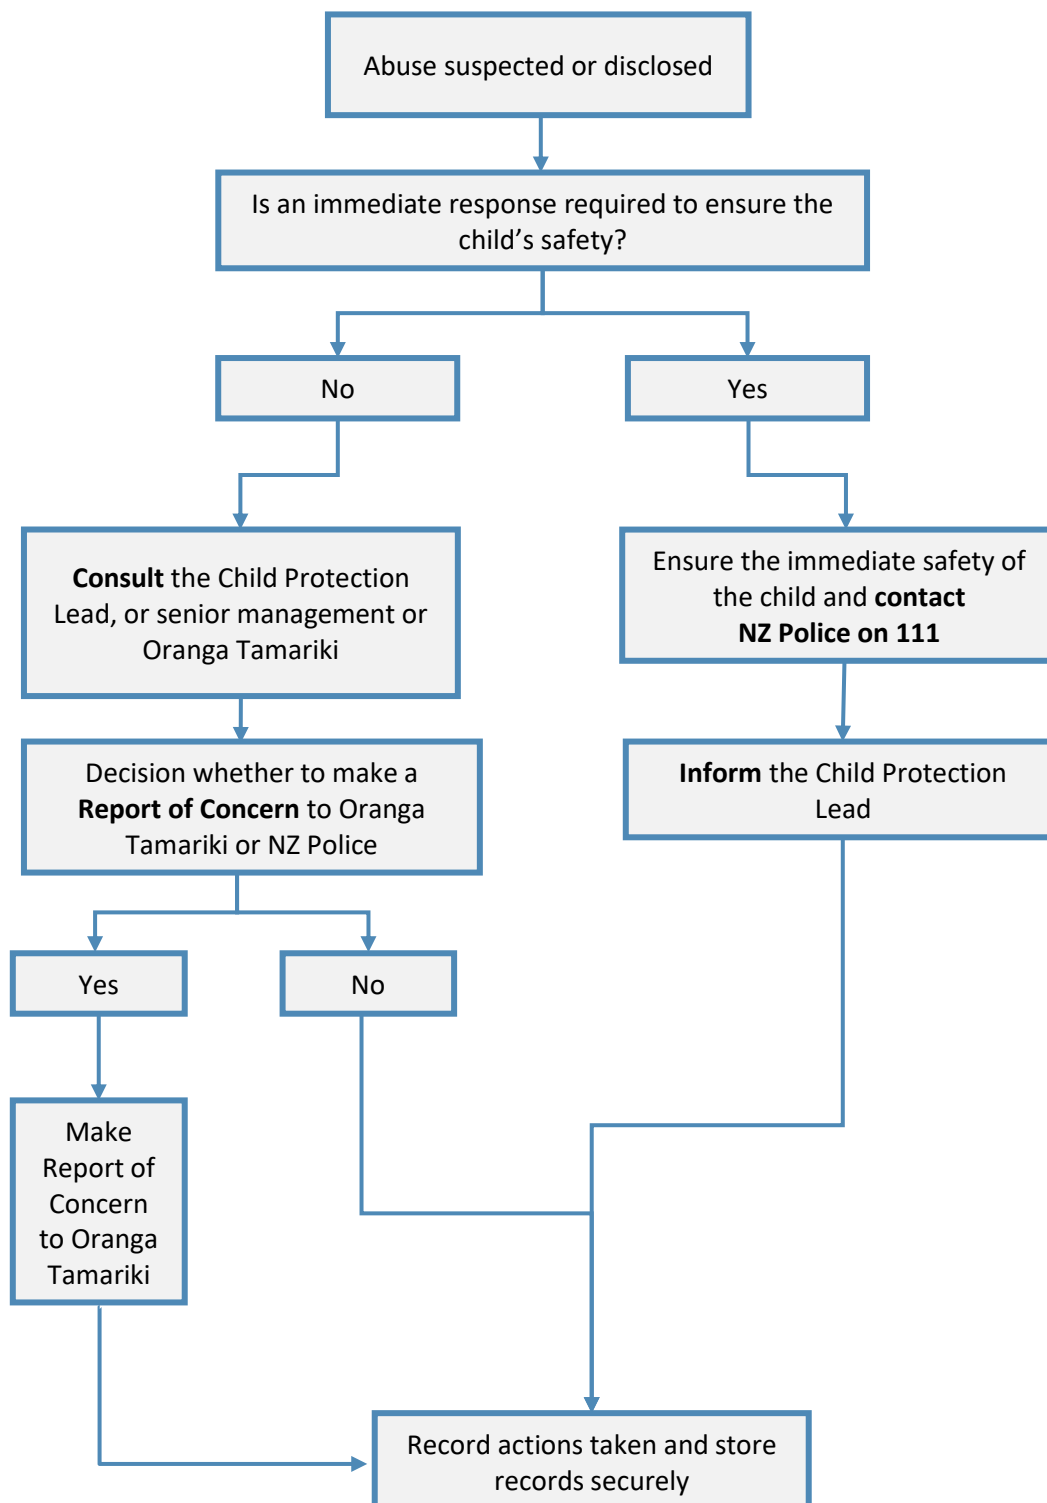 Abuse suspected or disclosed
Is an immediate response required to ensure the
child’s safety?
No
Yes
Consult the Child Protection
Lead, or senior management or
Oranga Tamariki
Ensure the immediate safety of
the child and contact
NZ Police on 111
Decision whether to make a
Report of Concern to Oranga
Tamariki or NZ Police
Inform the Child Protection
Lead
Yes
No
Make
Report of
Concern
to Oranga
Tamariki
Record actions taken and store
records securely